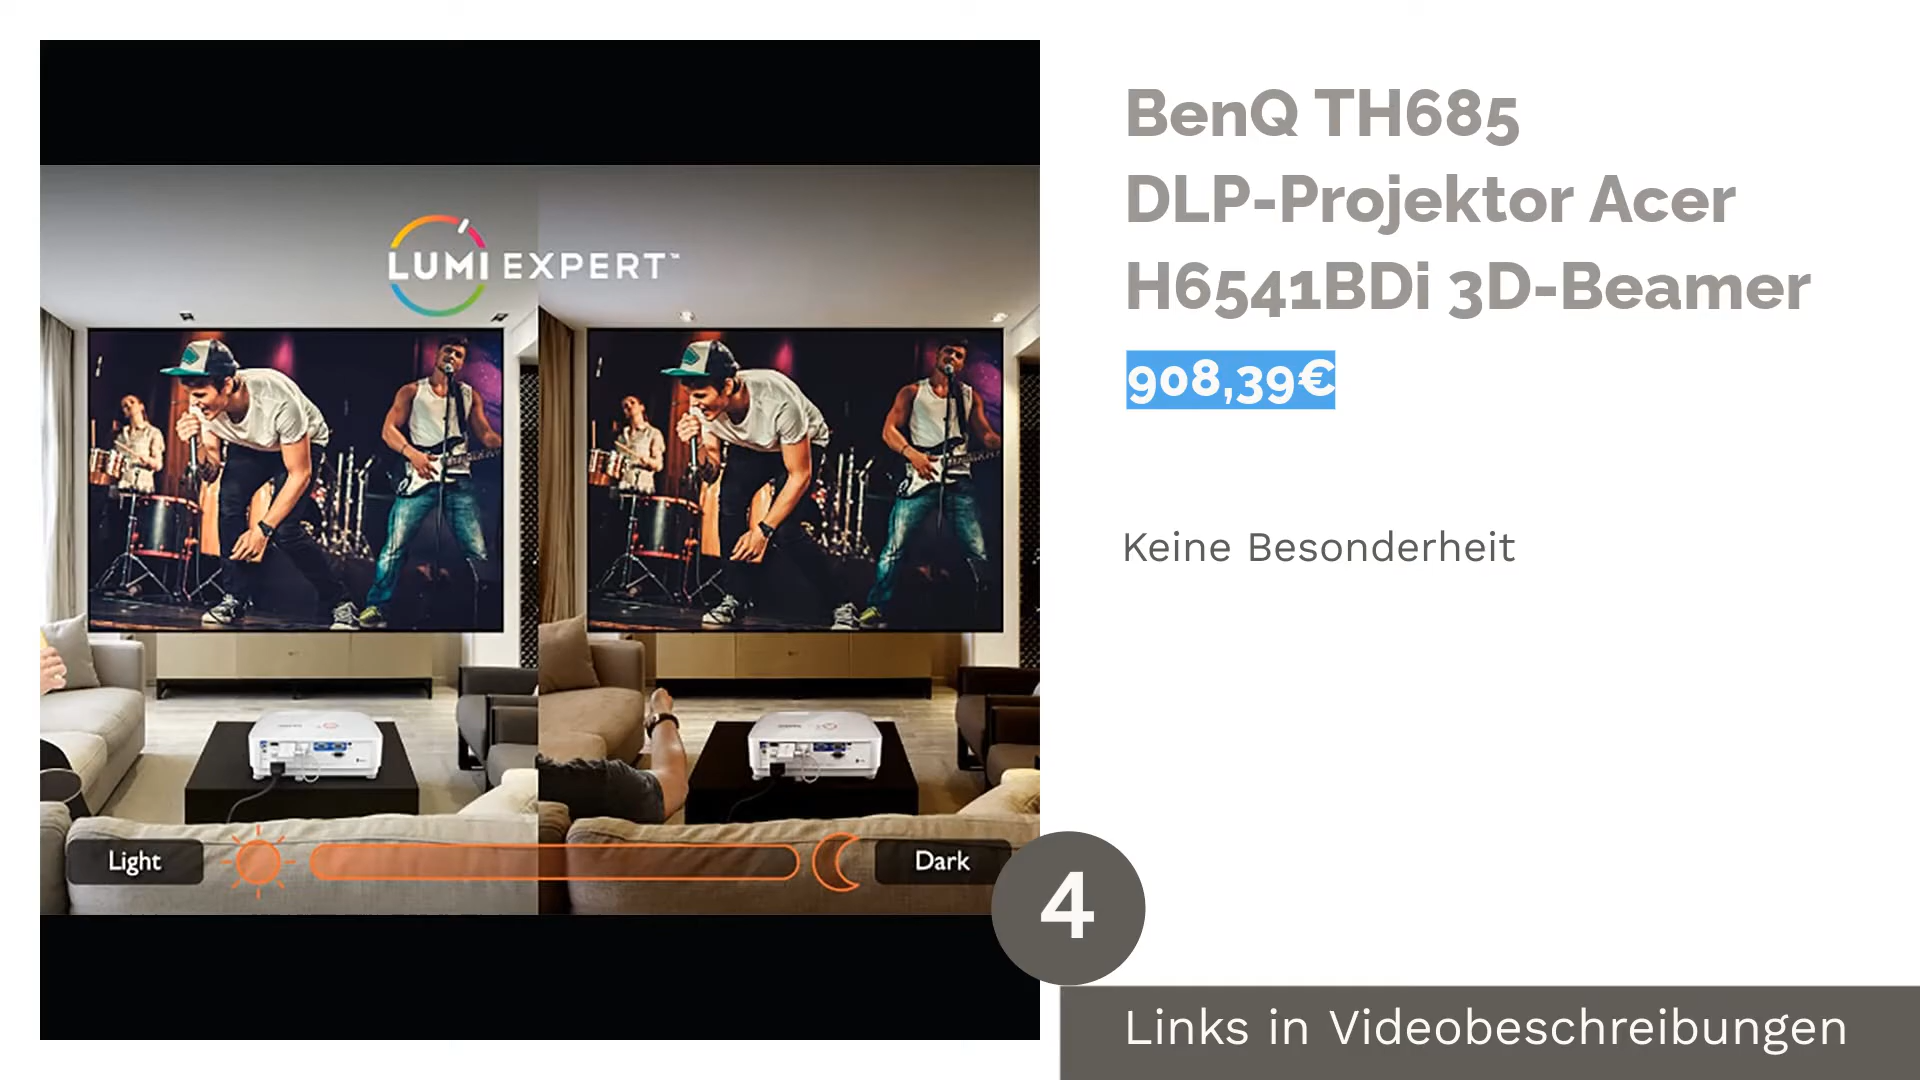 LUMI EXPERT™
Light
Dark
BenQ TH685
DLP-Projektor Acer
H6541BDi 3D-Beamer
908,39€
Keine Besonderheit
4
Links in Videobeschreibungen